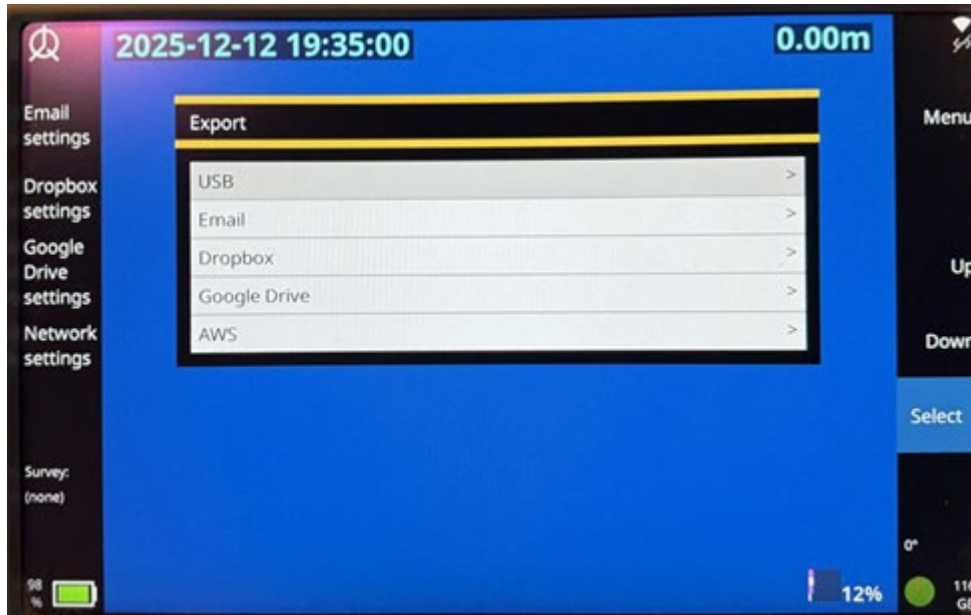 2025-12-12 19:35:00
0.00m
Email
settings
Dropbox
settings
Google
Drive
settings
Network
settings
Survey:
(none)
98
%
Export
USB >
Email >
Dropbox >
Google Drive >
AWS >
12%
Menu
Up
Down
Select
0°